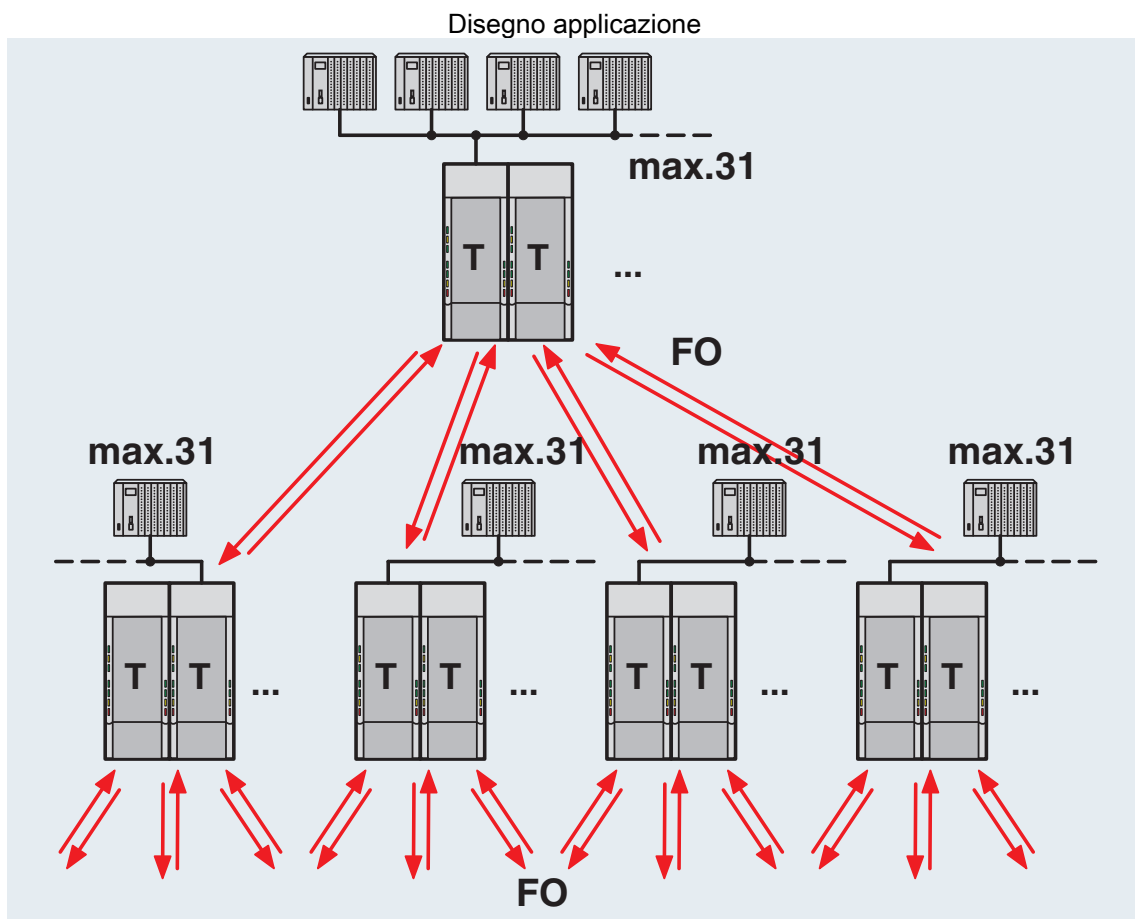 Disegno applicazione
max.31
T T ...
FO
max.31 max.31 max.31 max.31
T T ... T T ... T T ... T T ...
FO